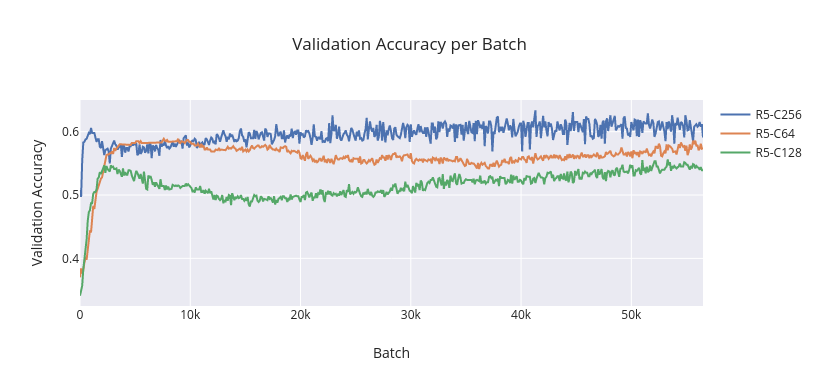 Validation Accuracy per Batch
Validation Accuracy
0.6
0.5
0.4
0
10k
20k
30k
40k
50k
Batch
R5-C256
R5-C64
R5-C128